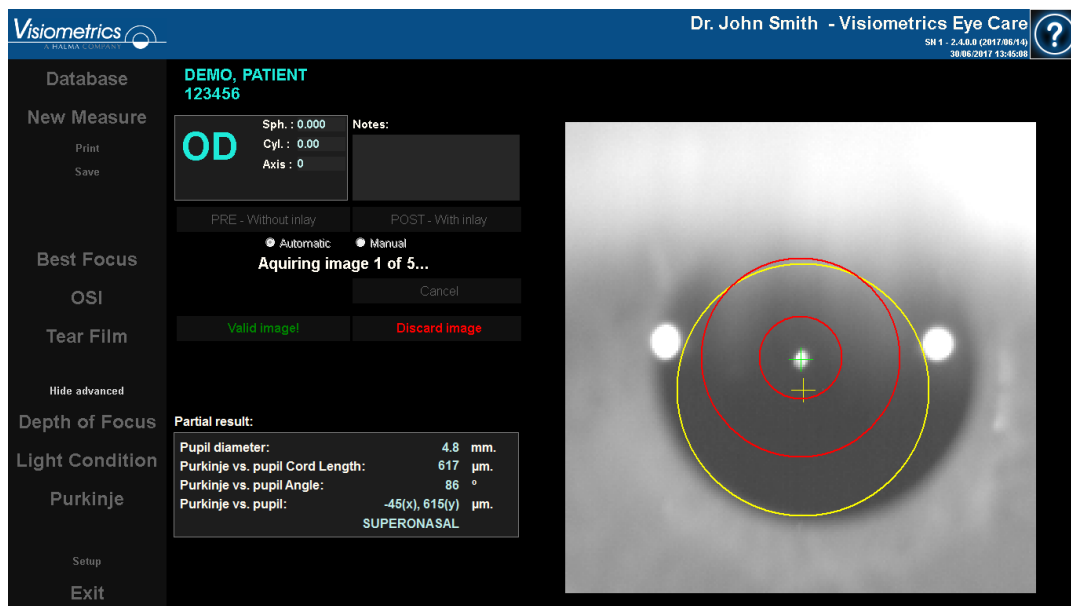 Visiometrics
A HALMA COMPANY
Dr. John Smith - Visiometrics Eye Care
SN 1 - 2.4.0.0 (2017/06/14)
30/06/2017 13:45:08
?
Database
New Measure
Print
Save
Best Focus
OSI
Tear Film
Hide advanced
Depth of Focus
Light Condition
Purkinje
Setup
Exit
DEMO, PATIENT
123456
OD
Sph. : 0.000
Cyl. : 0.00
Axis : 0
Notes:
PRE - Without inlay
POST - With inlay
Automatic
Manual
Aquiring image 1 of 5...
Cancel
Valid image!
Discard image
Partial result:
Pupil diameter: 4.8 mm.
Purkinje vs. pupil Cord Length: 617 µm.
Purkinje vs. pupil Angle: 86 º
Purkinje vs. pupil: -45(x), 615(y) µm.
SUPERONASAL